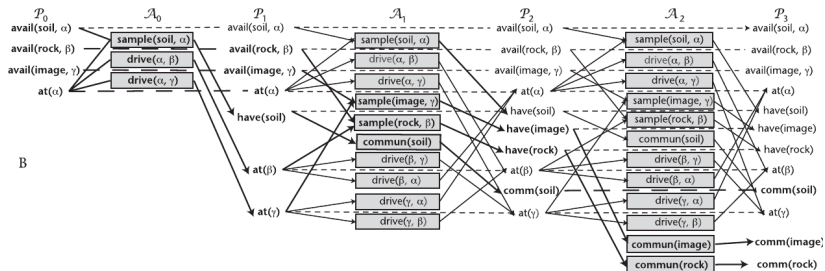 P₀ A₀ P₁ A₁ P₂ A₂ P₃
avail(soil, α) avail(soil, α) avail(soil, α) avail(soil, α)
sample(soil, α) sample(soil, α) sample(soil, α)
avail(rock, β) avail(rock, β) avail(rock, β) avail(rock, β)
drive(α, β) drive(α, β) drive(α, β)
avail(image, γ) avail(image, γ) avail(image, γ) avail(image, γ)
drive(α, γ) drive(α, γ) drive(α, γ)
at(α) at(α) at(α) at(α)
sample(image, γ) sample(image, γ)
have(soil) have(soil) have(soil)
sample(rock, β) sample(rock, β)
have(image) have(image)
commun(soil) commun(soil)
have(rock) have(rock)
B drive(β, γ) drive(β, γ)
at(β) at(β) at(β)
drive(β, α) drive(β, α)
comm(soil) comm(soil)
drive(γ, α) drive(γ, α)
at(γ) at(γ) at(γ)
drive(γ, β) drive(γ, β)
commun(image) comm(image)
commun(rock) comm(rock)